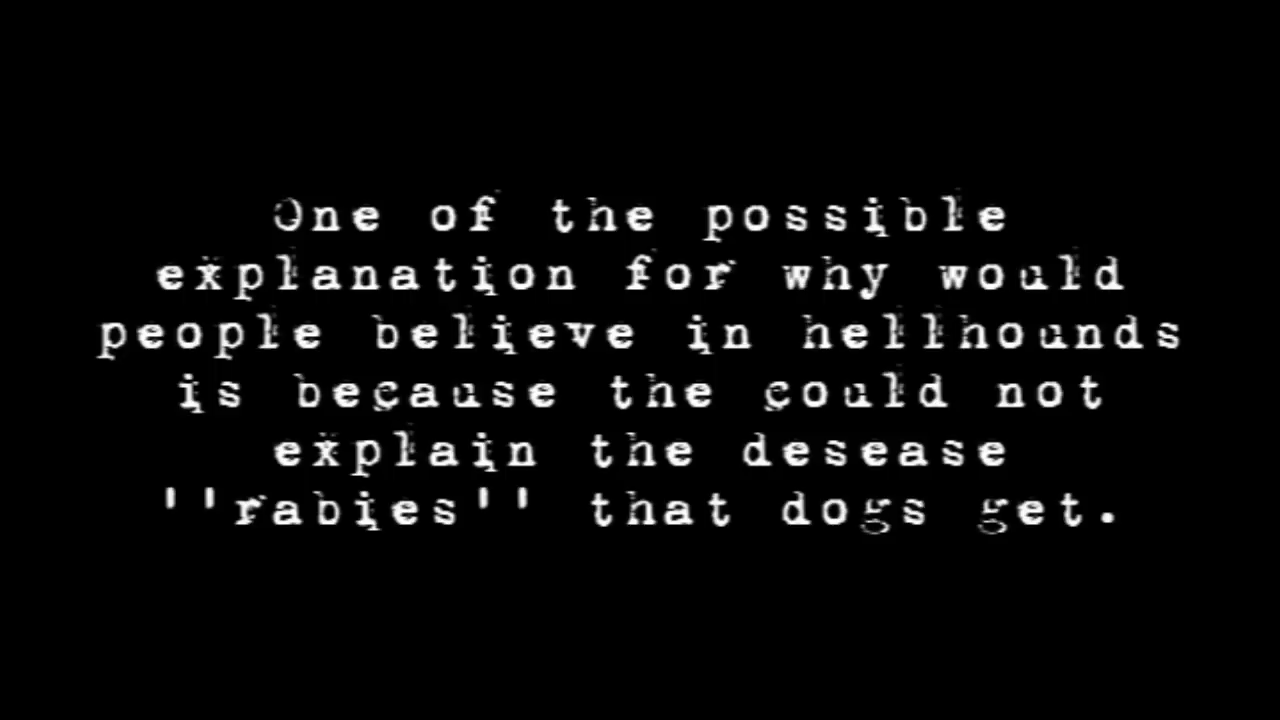 One of the possible
explanation for why would
people believe in hellhounds
is because the could not
explain the desease
''rabies'' that dogs get.